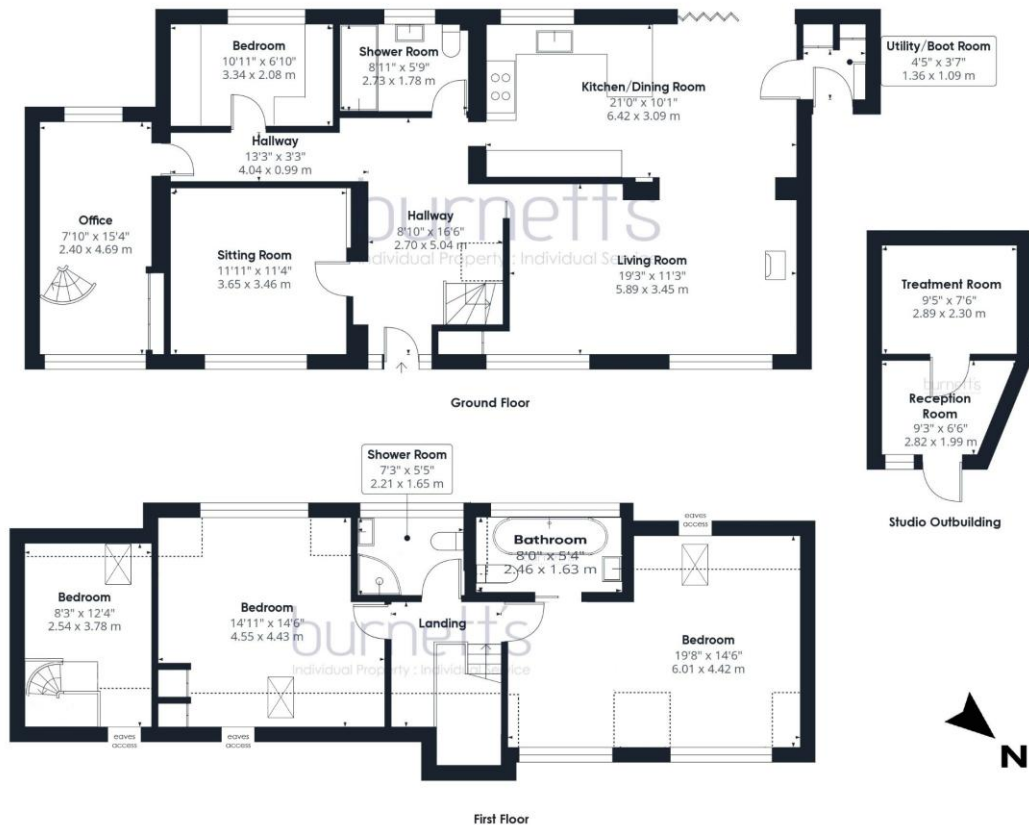 Bedroom
10'11" x 6'10"
3.34 x 2.08 m
Shower Room
8'11" x 5'9"
2.73 x 1.78 m
Kitchen/Dining Room
21'0" x 10'1"
6.42 x 3.09 m
Utility/Boot Room
4'5" x 3'7"
1.36 x 1.09 m
Hallway
13'3" x 3'3"
4.04 x 0.99 m
Office
7'10" x 15'4"
2.40 x 4.69 m
Sitting Room
11'11" x 11'4"
3.65 x 3.46 m
burnetts
Individual Property : Individual Service
Hallway
8'10" x 16'6"
2.70 x 5.04 m
Living Room
19'3" x 11'3"
5.89 x 3.45 m
Ground Floor
Treatment Room
9'5" x 7'6"
2.89 x 2.30 m
burnetts
Reception
Room
9'3" x 6'6"
2.82 x 1.99 m
Studio Outbuilding
Shower Room
7'3" x 5'5"
2.21 x 1.65 m
Bathroom
8'0" x 5'4"
2.46 x 1.63 m
eaves
access
Bedroom
8'3" x 12'4"
2.54 x 3.78 m
Bedroom
14'11" x 14'6"
4.55 x 4.43 m
Landing
burnetts
Individual Property : Individual Service
Bedroom
19'8" x 14'6"
6.01 x 4.42 m
eaves
access
eaves
access
N
First Floor